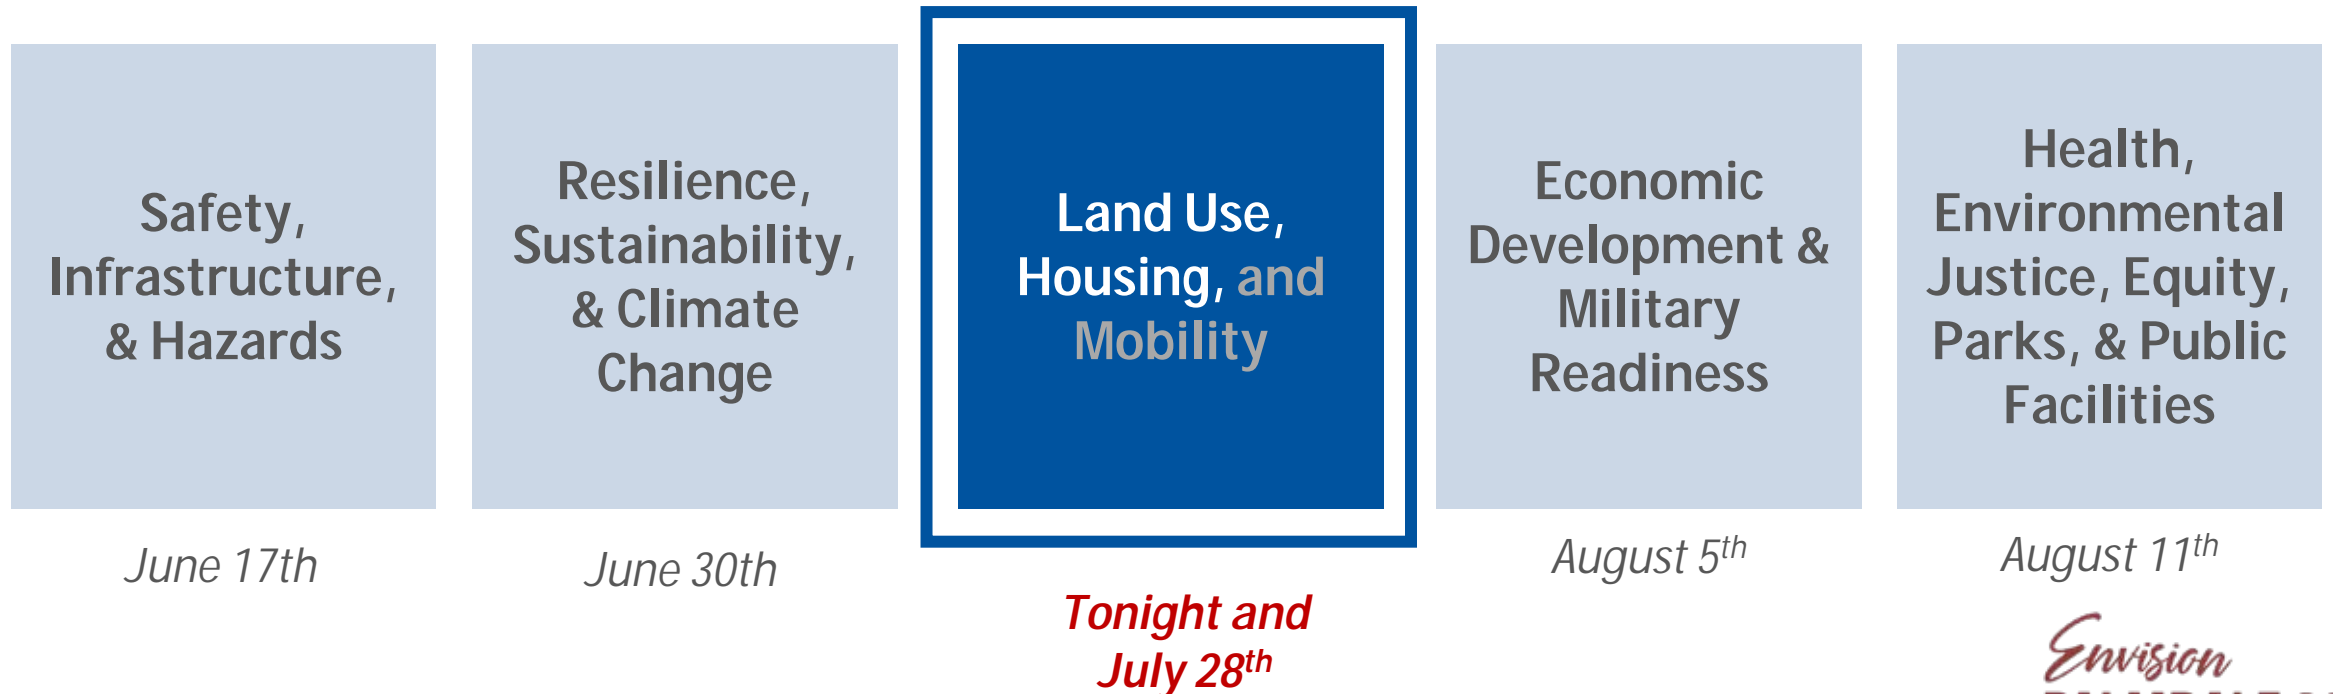 Safety,
Infrastructure,
& Hazards
June 17th
Resilience,
Sustainability,
& Climate
Change
June 30th
Land Use,
Housing, and
Mobility
Tonight and
July 28th
Economic
Development &
Military
Readiness
August 5th
Health,
Environmental
Justice, Equity,
Parks, & Public
Facilities
August 11th
Envision